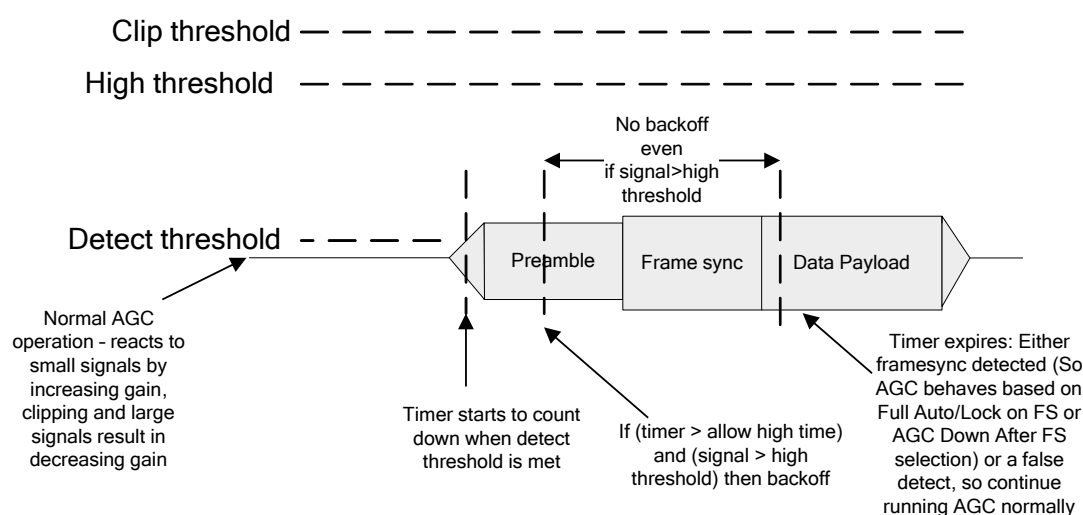 Clip threshold
High threshold
No backoff
even
if signal>high
threshold
Detect threshold
Preamble
Frame sync
Data Payload
Normal AGC
operation - reacts to
small signals by
increasing gain,
clipping and large
signals result in
decreasing gain
Timer starts to count
down when detect
threshold is met
If (timer > allow high time)
and (signal > high
threshold) then backoff
Timer expires: Either
framesync detected (So
AGC behaves based on
Full Auto/Lock on FS or
AGC Down After FS
selection) or a false
detect, so continue
running AGC normally